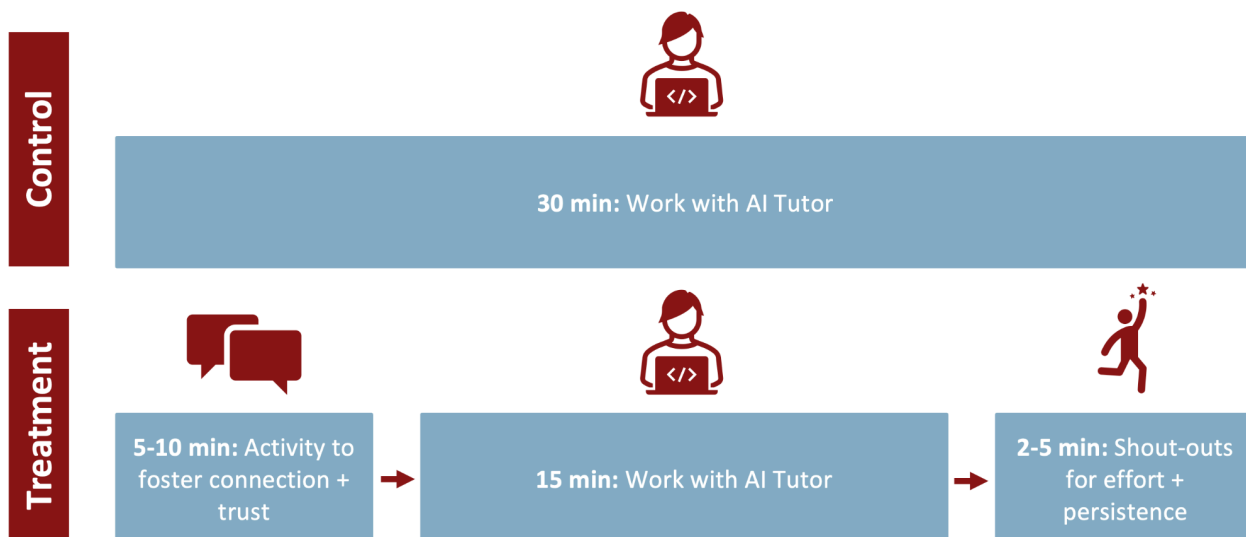 Control
</>
30 min: Work with AI Tutor
Treatment
5-10 min: Activity to
foster connection +
trust
</>
15 min: Work with AI Tutor
2-5 min: Shout-outs
for effort +
persistence